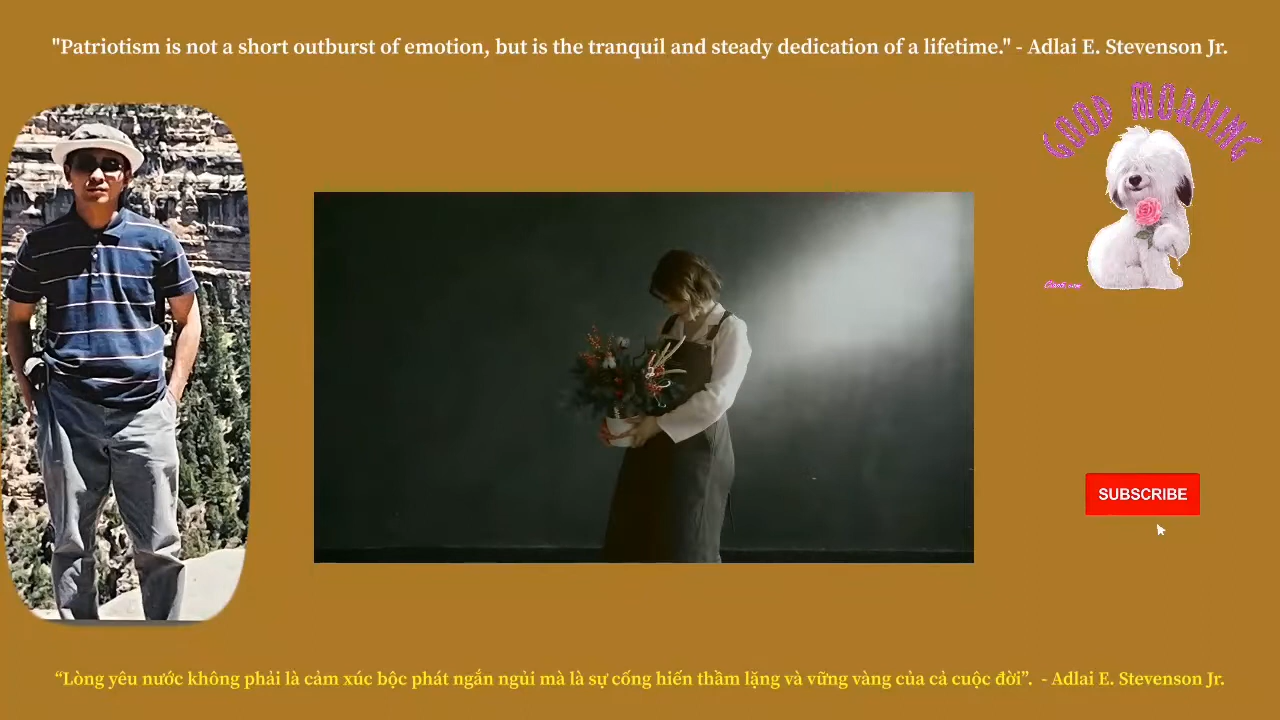 "Patriotism is not a short outburst of emotion, but is the tranquil and steady dedication of a lifetime." - Adlai E. Stevenson Jr.
GOOD MORNING
SUBSCRIBE
“Lòng yêu nước không phải là cảm xúc bộc phát ngắn ngủi mà là sự cống hiến thầm lặng và vững vàng của cả cuộc đời”. - Adlai E. Stevenson Jr.